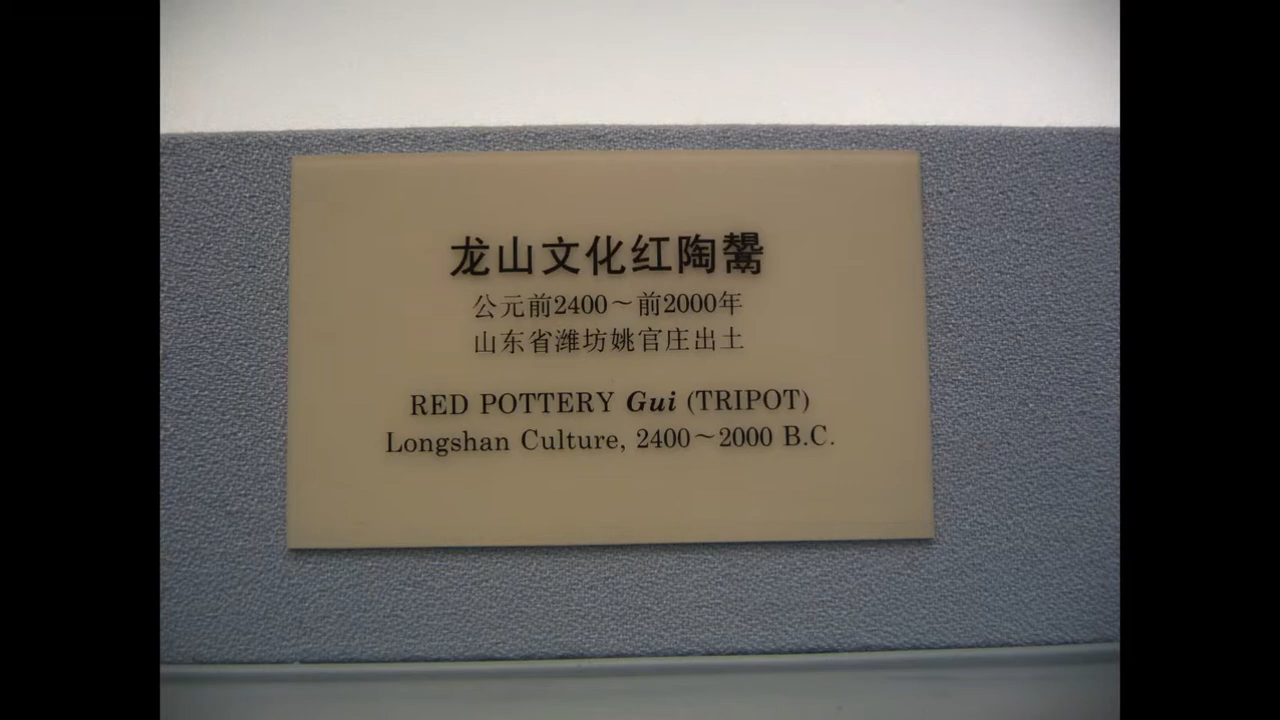 龙山文化红陶鬶
公元前2400～前2000年
山东省潍坊姚官庄出土
RED POTTERY Gui (TRIPOT)
Longshan Culture, 2400～2000 B.C.